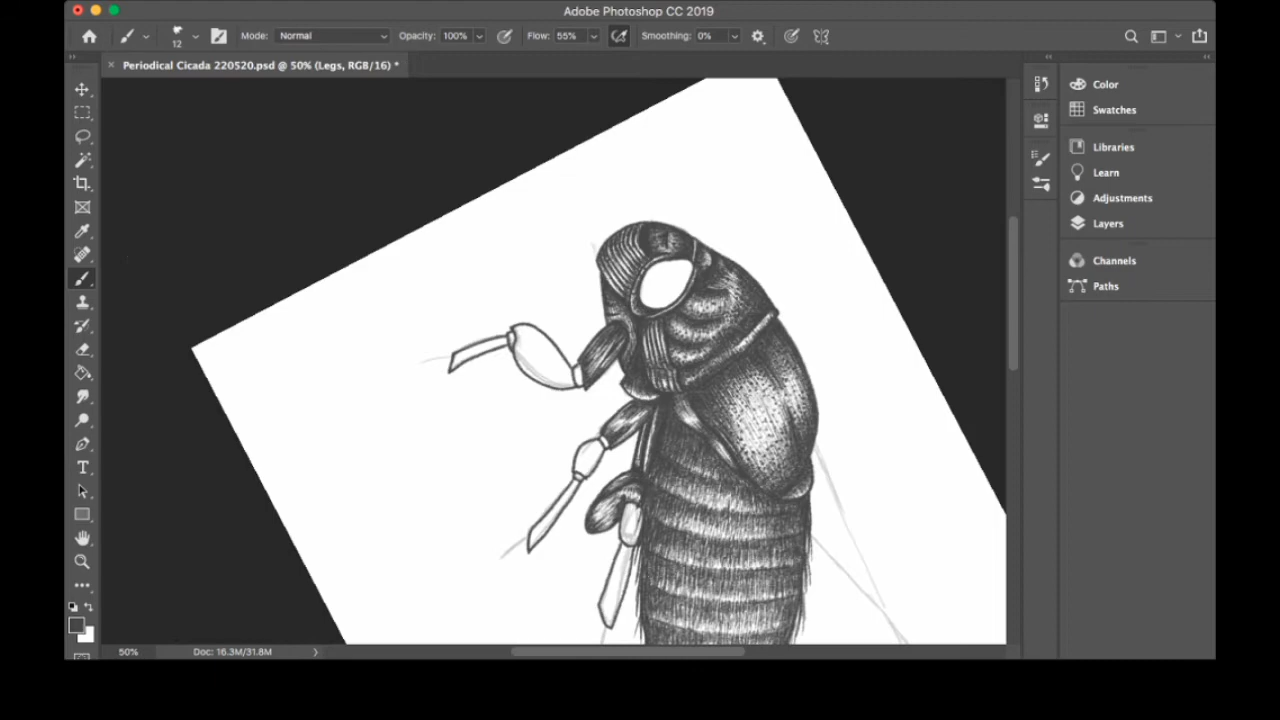 Adobe Photoshop CC 2019
12 Mode: Normal Opacity: 100% Flow: 55% Smoothing: 0%
× Periodical Cicada 220520.psd @ 50% (Legs, RGB/16) *
Color
Swatches
Libraries
Learn
Adjustments
Layers
Channels
Paths
50% Doc: 16.3M/31.8M